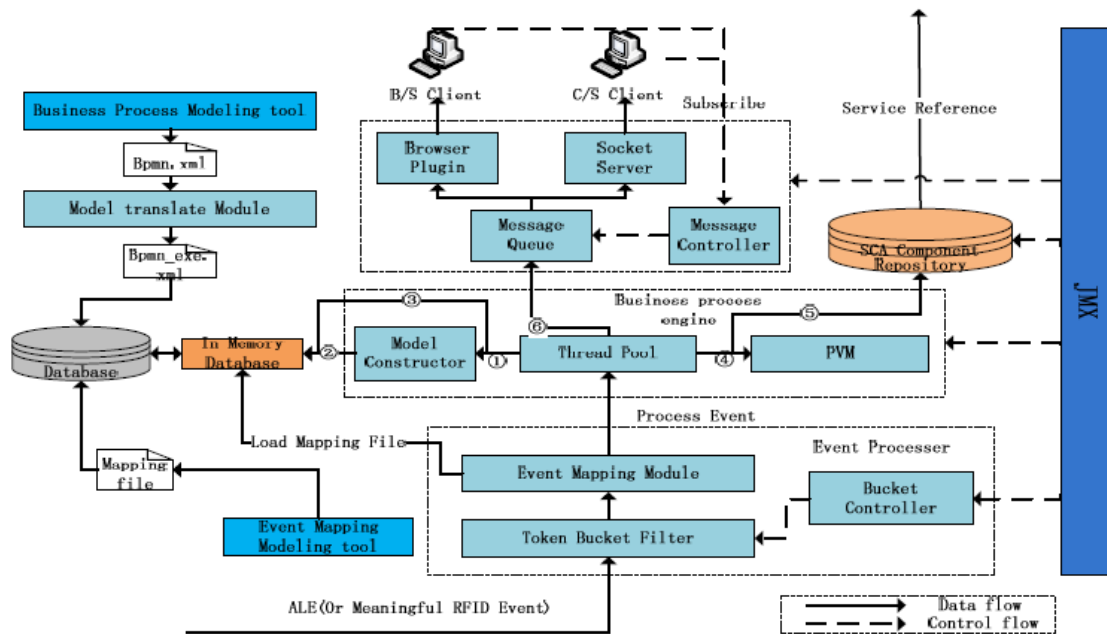 B/S Client
C/S Client
Subscribe
Service Reference
Business Process Modeling tool
Bpmn.xml
Model translate Module
Bpmn_exe.
xml
Browser
Plugin
Socket
Server
Message
Queue
Message
Controller
SCA Component
Repository
JMX
Business process
engine
③
⑥
⑤
Database
In Memory
Database
②
Model
Constructor
①
Thread Pool
④
PVM
Process Event
Load Mapping File
Event Processer
Mapping
file
Event Mapping Module
Bucket
Controller
Event Mapping
Modeling tool
Token Bucket Filter
ALE(Or Meaningful RFID Event)
Data flow
Control flow